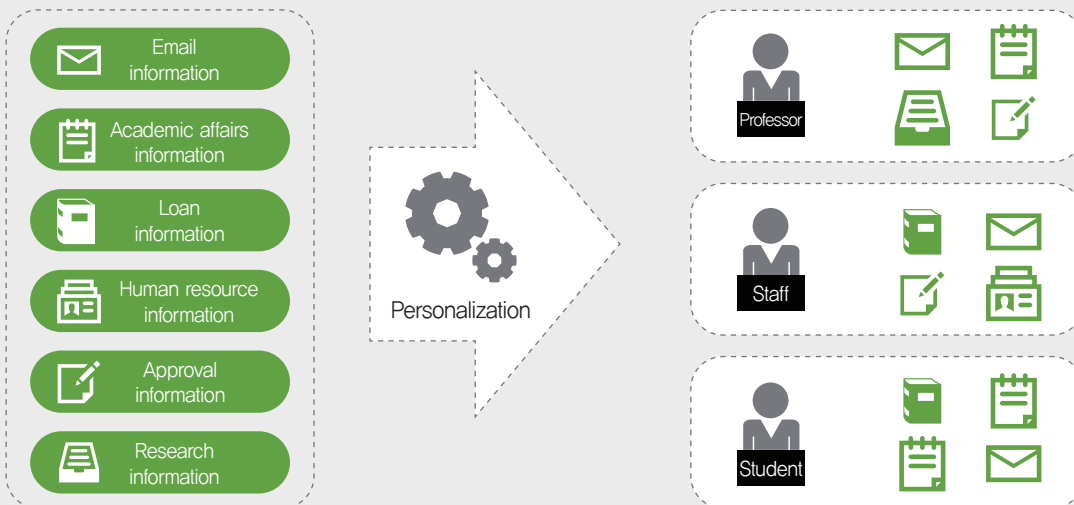 Email
information
Academic affairs
information
Loan
information
Human resource
information
Approval
information
Research
information
Personalization
Professor
Staff
Student